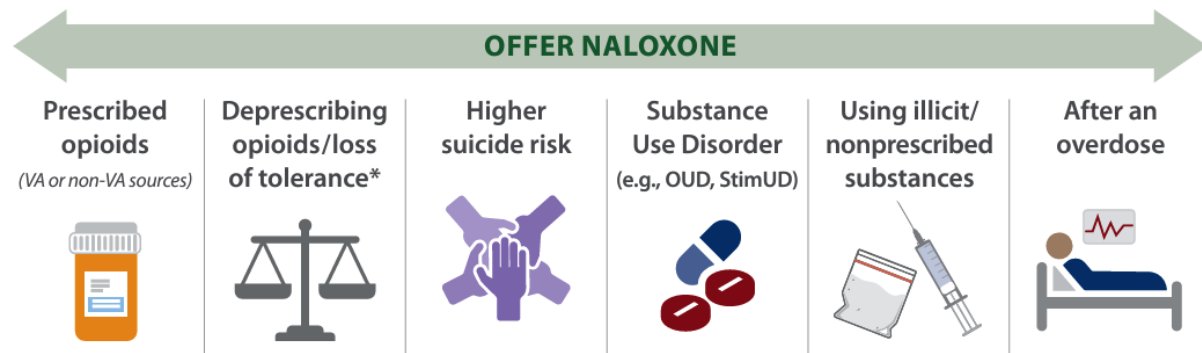 OFFER NALOXONE
Prescribed
opioids
(VA or non-VA sources)
Deprescribing
opioids/loss
of tolerance*
Higher
suicide risk
Substance
Use Disorder
(e.g., OUD, StimUD)
Using illicit/
nonprescribed
substances
After an
overdose